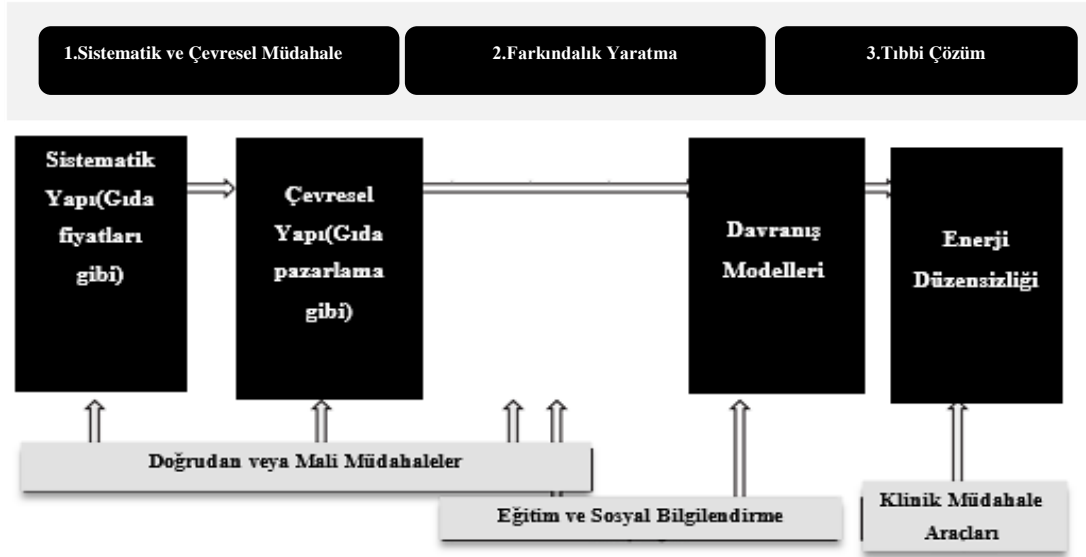 1.Sistematik ve Çevresel Müdahale
2.Farkındalık Yaratma
3.Tıbbi Çözüm
Sistematik
Yapı(Gıda
fiyatları
gibi)
Çevresel
Yapı(Gıda
pazarlama
gibi)
Davranış
Modelleri
Enerji
Düzensizliği
Doğrudan veya Mali Müdahaleler
Eğitim ve Sosyal Bilgilendirme
Klinik Müdahale
Araçları